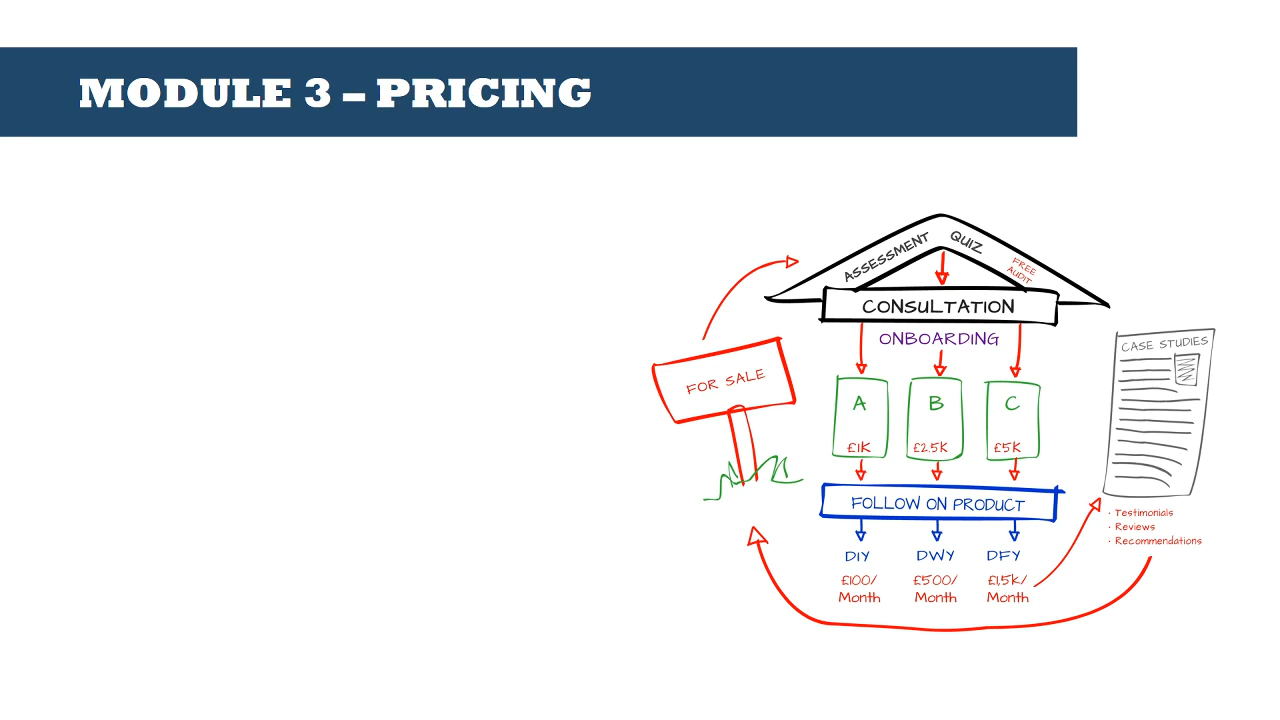 MODULE 3 – PRICING
ASSESSMENT QUIZ
FREE
AUDIT
CONSULTATION
ONBOARDING
FOR SALE
CASE STUDIES
A B C
£1K £2.5K £5K
FOLLOW ON PRODUCT
DIY DWY DFY
£100/ £500/ £1,5K/
Month Month Month
· Testimonials
· Reviews
· Recommendations